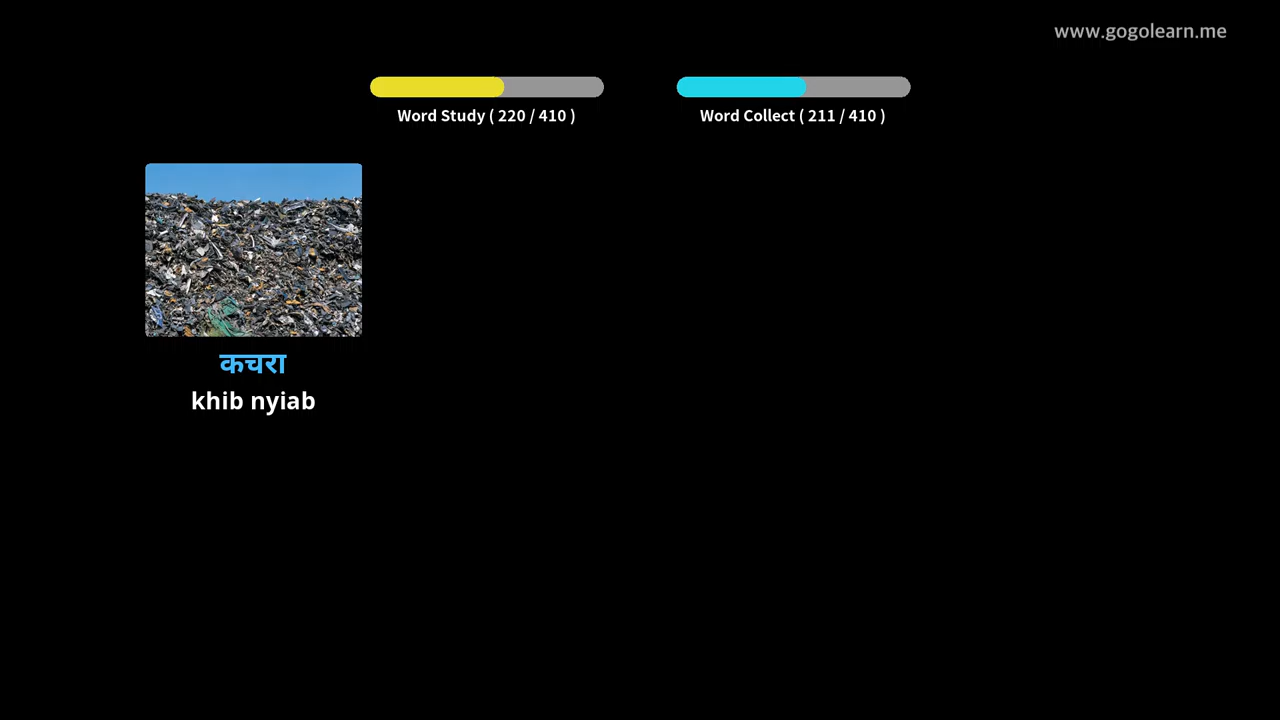 www.gogolearn.me
Word Study ( 220 / 410 )
Word Collect ( 211 / 410 )
कचरा
khib nyiab